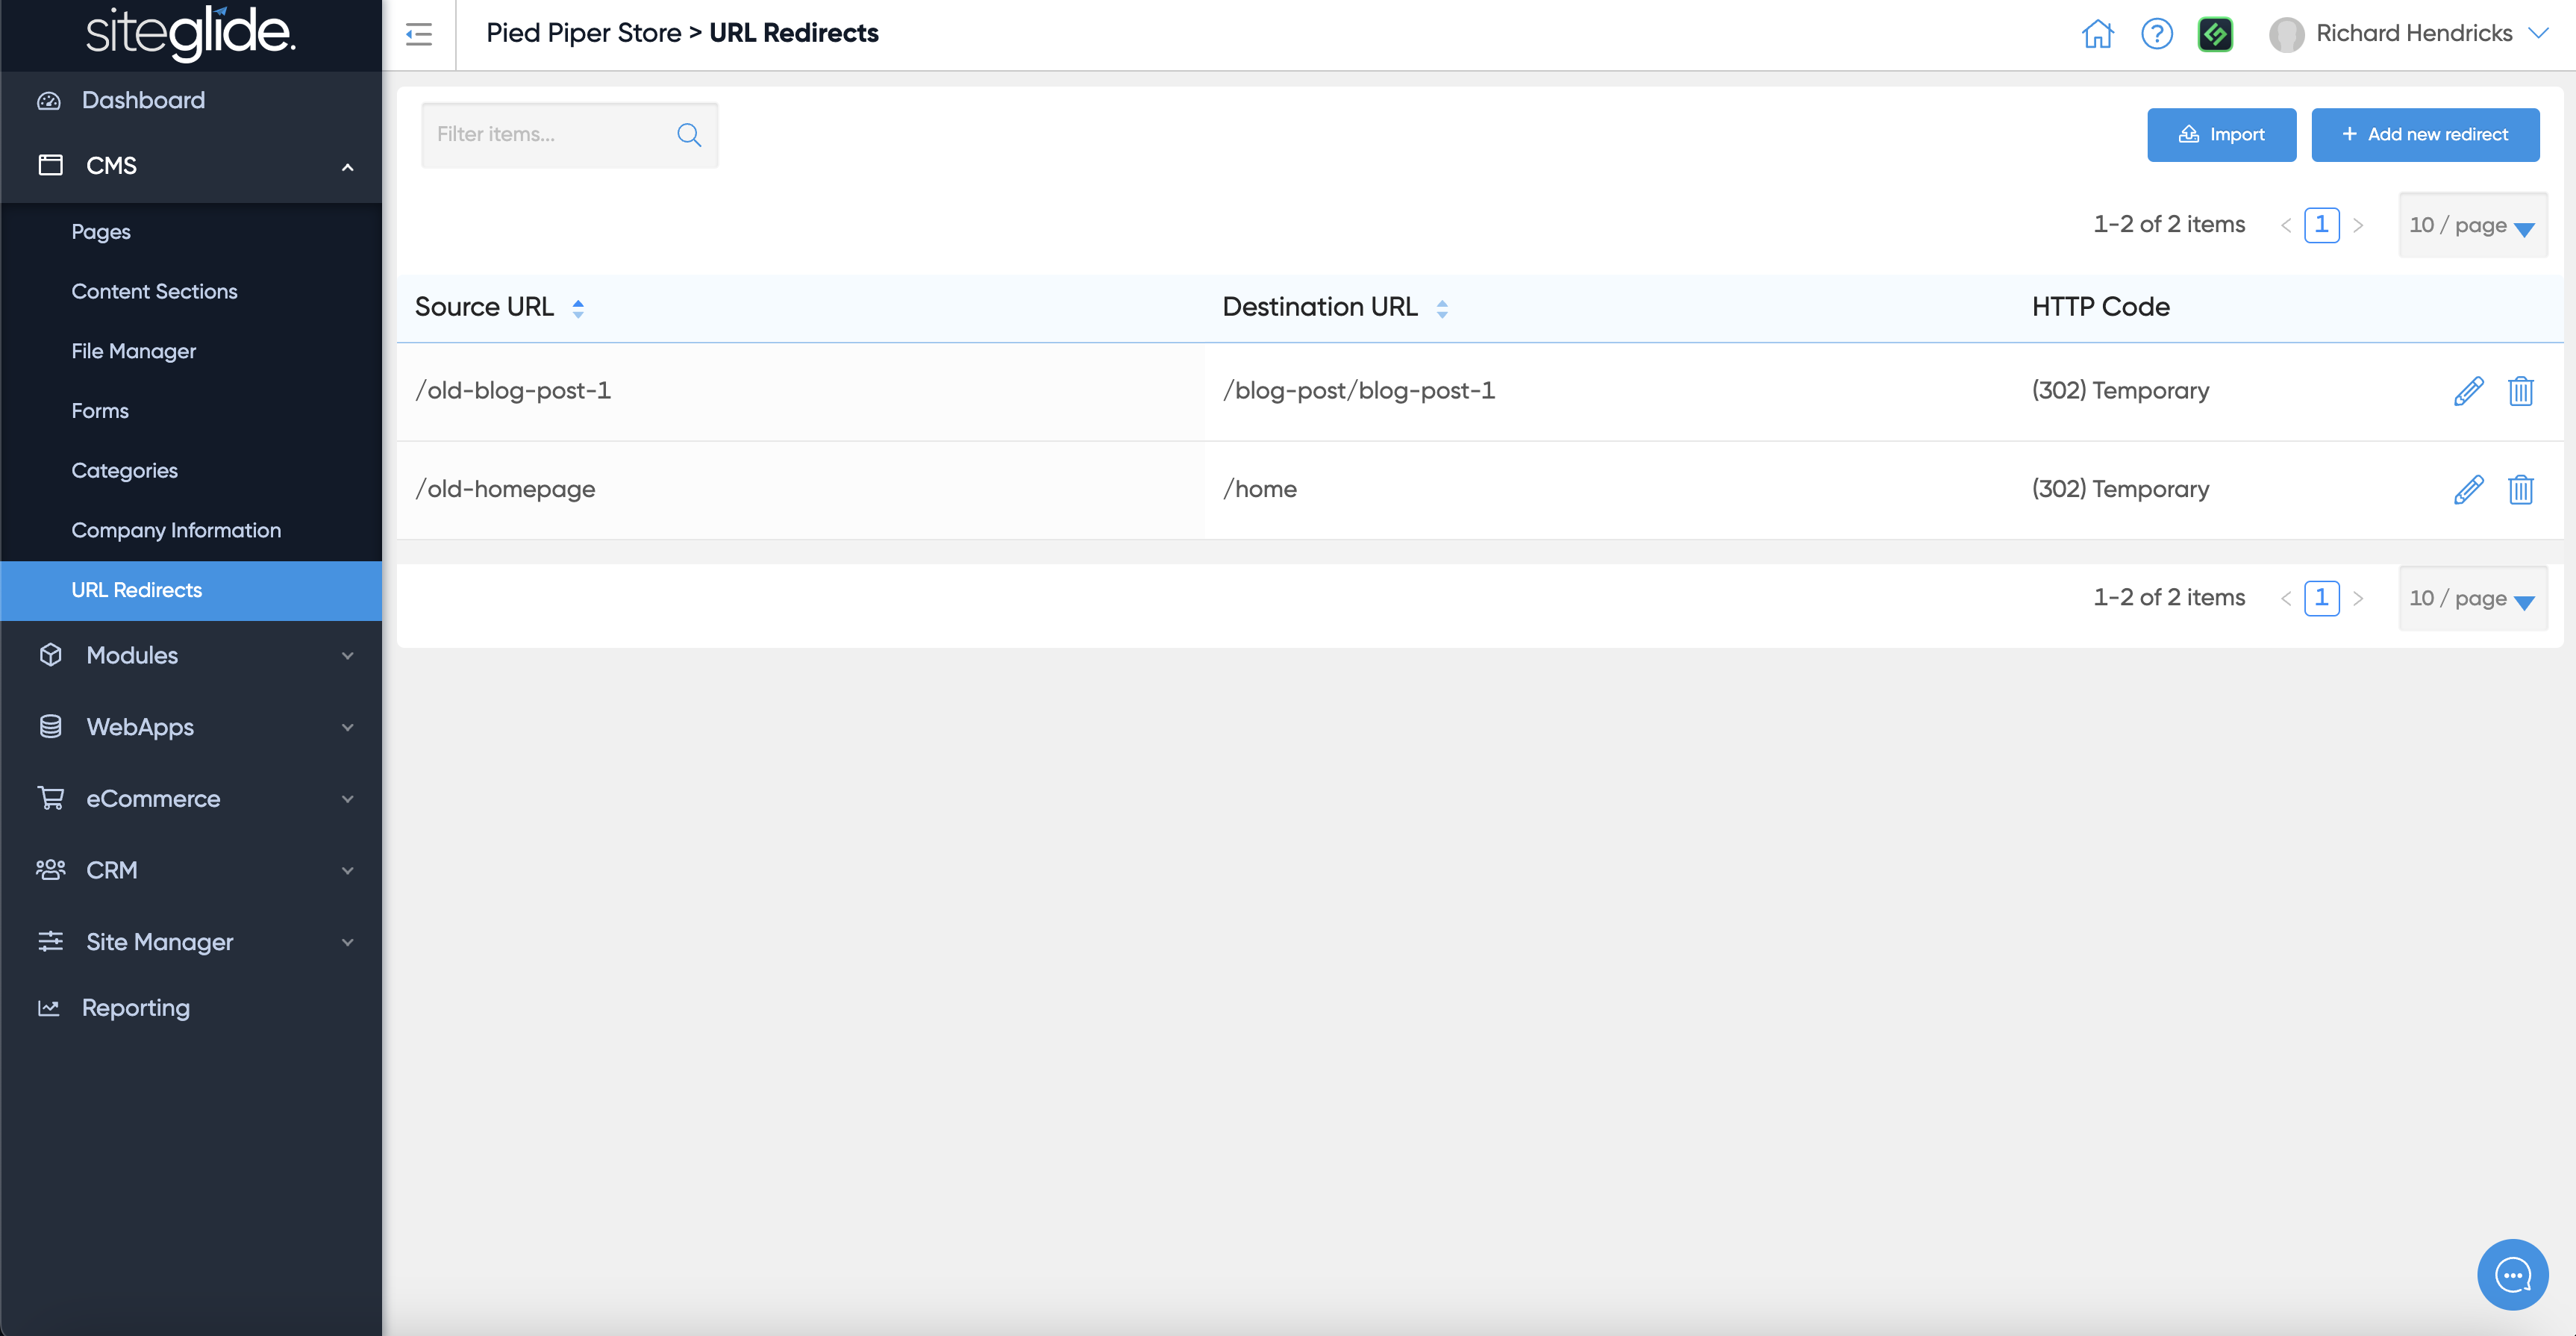 siteglide.
Pied Piper Store > URL Redirects
Richard Hendricks
Dashboard
CMS
Pages
Content Sections
File Manager
Forms
Categories
Company Information
URL Redirects
Modules
WebApps
eCommerce
CRM
Site Manager
Reporting
Filter items...
Import
+ Add new redirect
1-2 of 2 items < 1 > 10 / page
Source URL Destination URL HTTP Code
/old-blog-post-1 /blog-post/blog-post-1 (302) Temporary
/old-homepage /home (302) Temporary
1-2 of 2 items < 1 > 10 / page